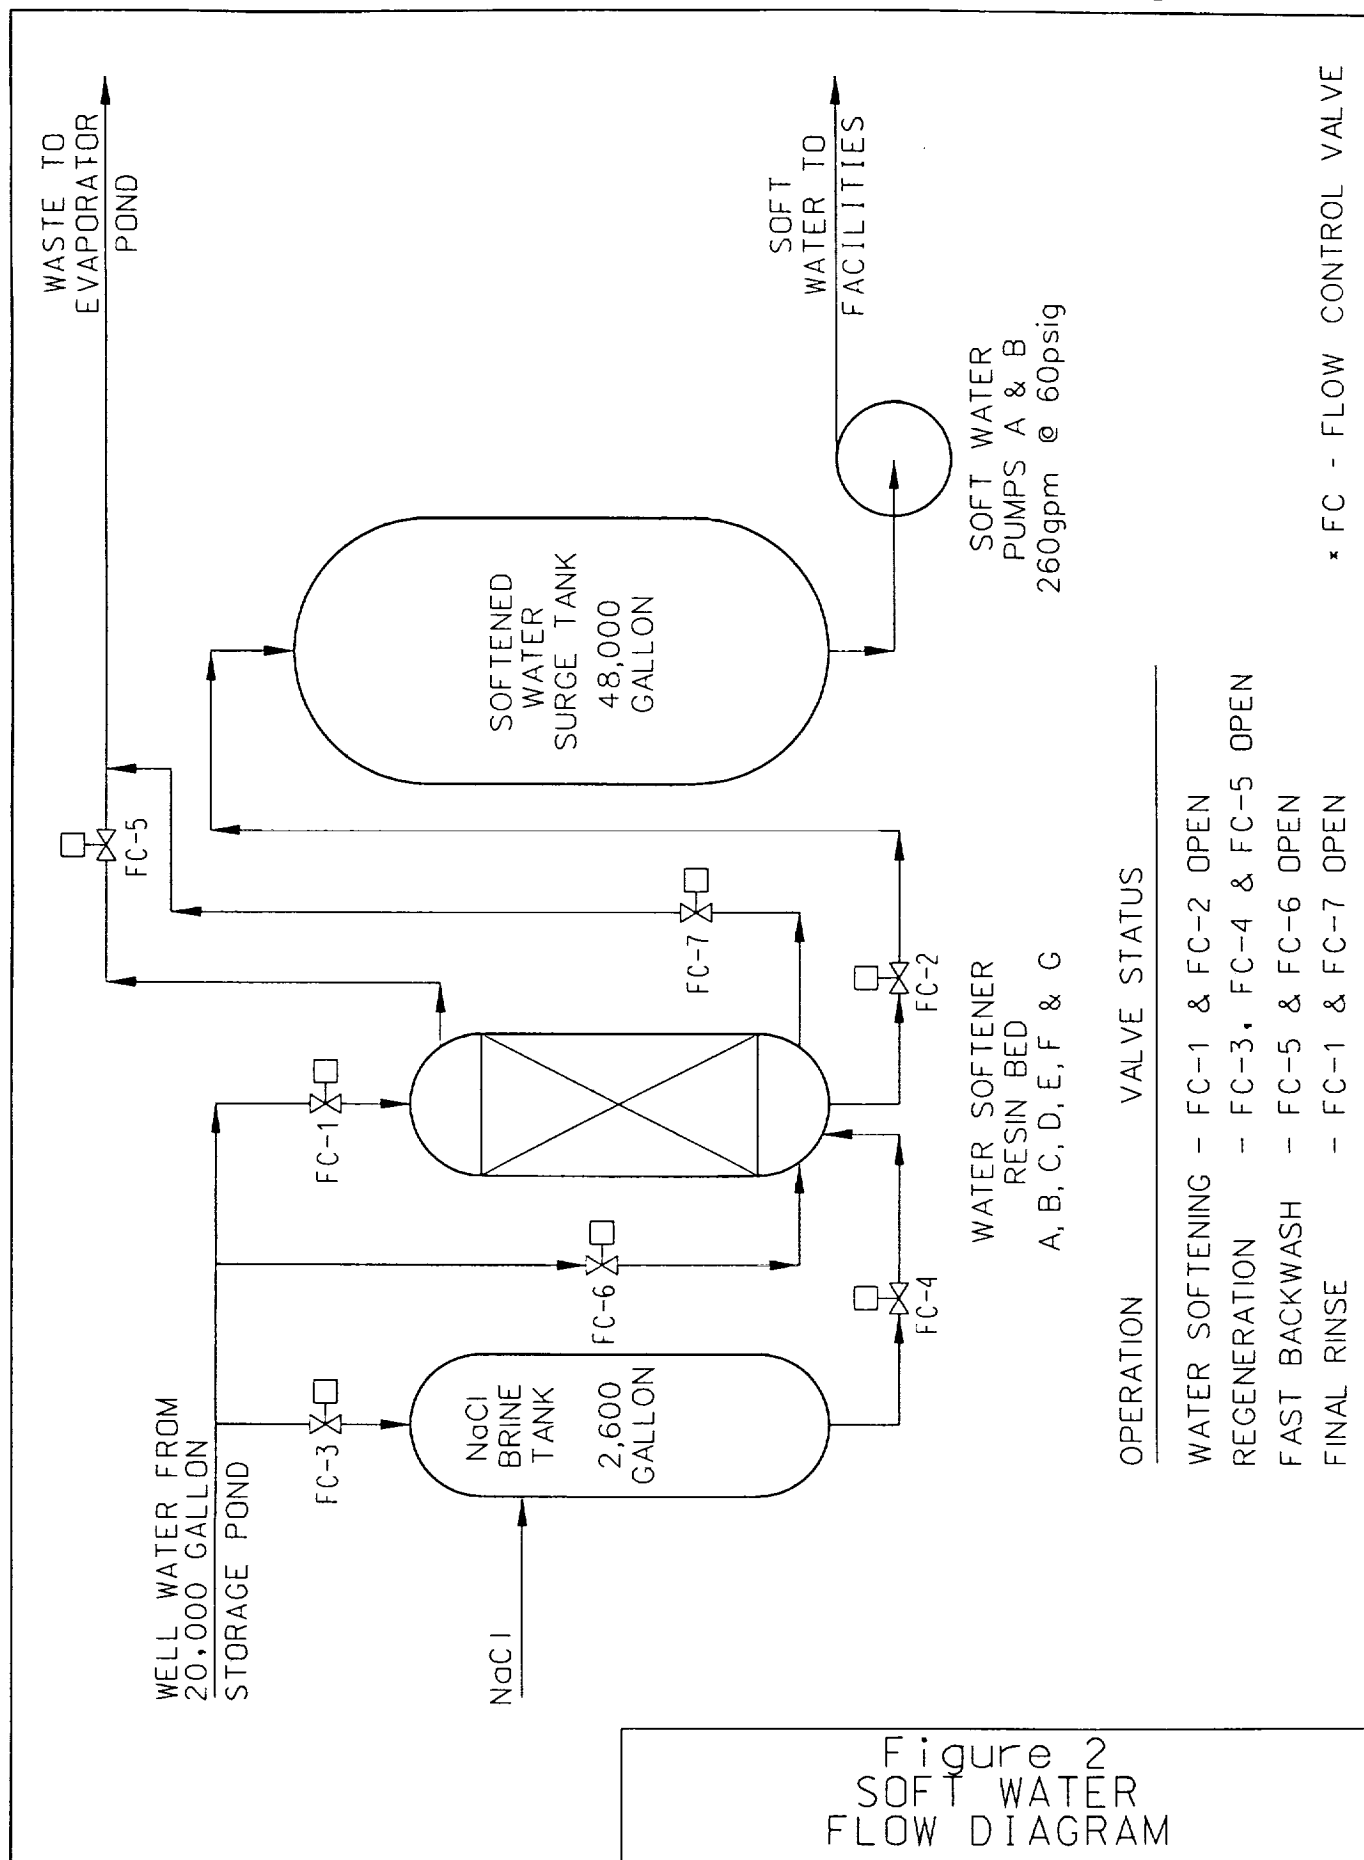 WASTE TO
EVAPORATOR
POND
WELL WATER FROM
20,000 GALLON
STORAGE POND
FC-5
FC-3
FC-1
NaCl
NaCl
BRINE
TANK
2,600
GALLON
FC-6
FC-7
SOFTENED
WATER
SURGE TANK
48,000
GALLON
SOFT
WATER TO
FACILITIES
FC-4
FC-2
WATER SOFTENER
RESIN BED
A, B, C, D, E, F & G
SOFT WATER
PUMPS A & B
260gpm @ 60psig
OPERATION VALVE STATUS
WATER SOFTENING - FC-1 & FC-2 OPEN
REGENERATION - FC-3, FC-4 & FC-5 OPEN
FAST BACKWASH - FC-5 & FC-6 OPEN
FINAL RINSE - FC-1 & FC-7 OPEN
* FC - FLOW CONTROL VALVE
Figure 2
SOFT WATER
FLOW DIAGRAM